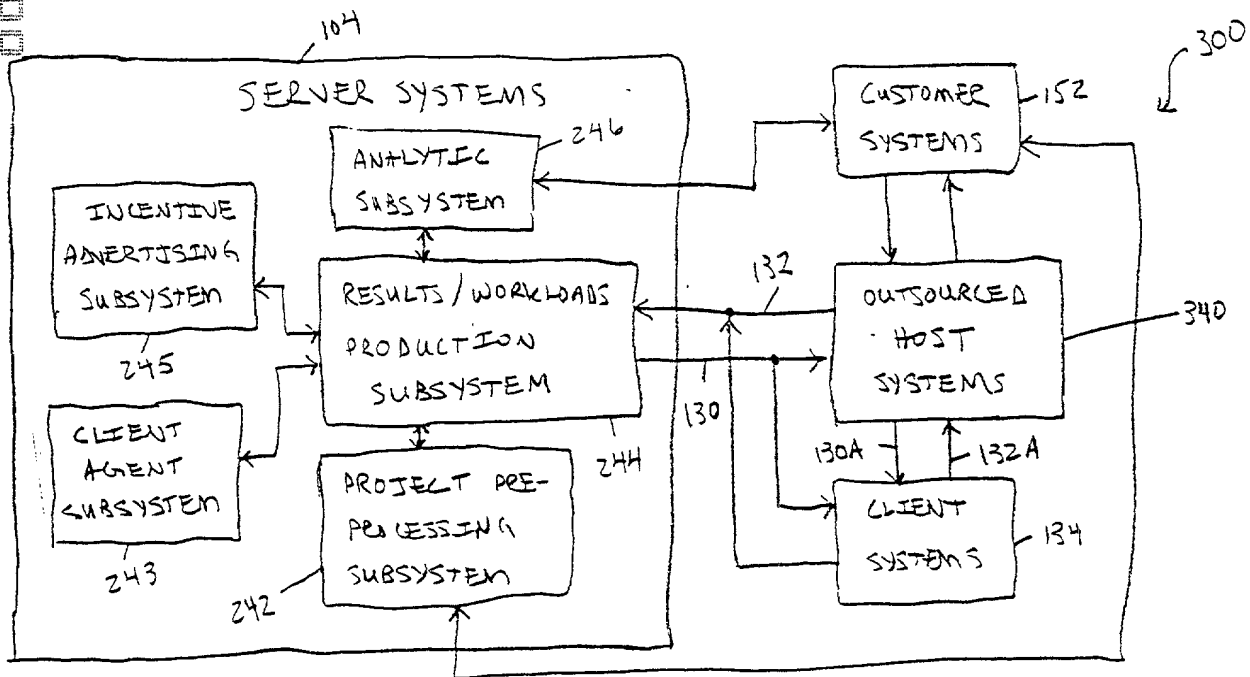 104
SERVER SYSTEMS
300
CUSTOMER
SYSTEMS
152
246
ANALYTIC
SUBSYSTEM
INCENTIVE
ADVERTISING
SUBSYSTEM
245
RESULTS/WORKLOADS
PRODUCTION
SUBSYSTEM
244
132
130
OUTSOURCED
HOST
SYSTEMS
340
CLIENT
AGENT
SUBSYSTEM
243
PROJECT PRE-
PROCESSING
SUBSYSTEM
242
130A
132A
CLIENT
SYSTEMS
134